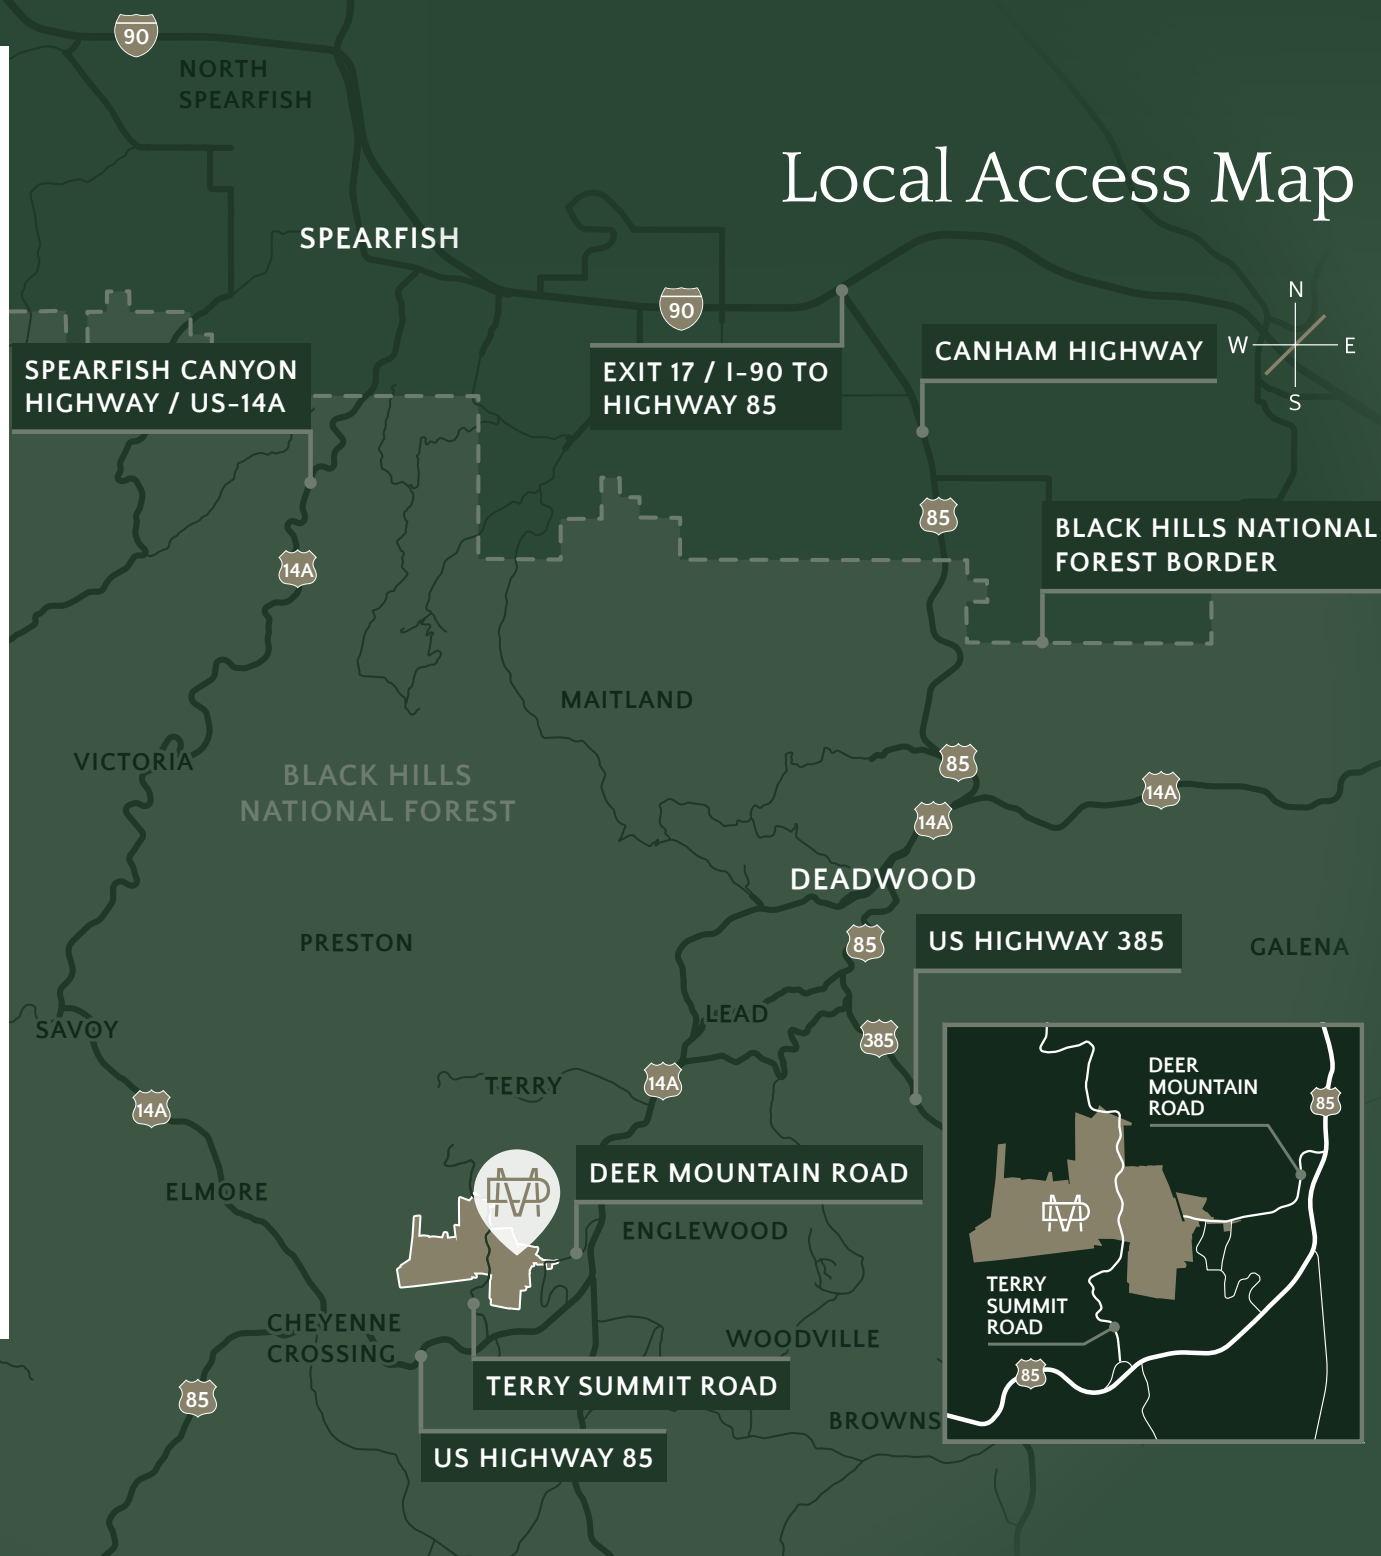 90
NORTH
SPEARFISH
Local Access Map
SPEARFISH
N
W
E
S
90
CANHAM HIGHWAY
SPEARFISH CANYON
HIGHWAY / US-14A
EXIT 17 / I-90 TO
HIGHWAY 85
85
BLACK HILLS NATIONAL
FOREST BORDER
14A
MAITLAND
VICTORIA
BLACK HILLS
NATIONAL FOREST
85
14A
14A
DEADWOOD
PRESTON
85
US HIGHWAY 385
GALENA
LEAD
SAVOY
385
TERRY
14A
14A
DEER
MOUNTAIN
ROAD
85
DEER MOUNTAIN ROAD
ELMORE
ENGLEWOOD
TERRY
SUMMIT
ROAD
85
CHEYENNE
CROSSING
WOODVILLE
TERRY SUMMIT ROAD
85
BROWNS
US HIGHWAY 85